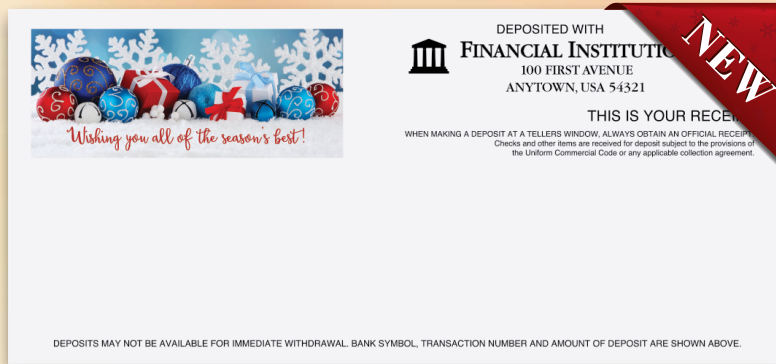 Wishing you all of the season's best!
DEPOSITED WITH
FINANCIAL
100 FIRST AVENUE
ANYTOWN, USA 54321
THIS IS YOUR
WHEN MAKING A DEPOSIT AT A TELLERS WINDOW, ALWAYS OBTAIN AN OFFICIAL RECEIPT.
Checks and other items are received for deposit subject to the provisions of
the Uniform Commercial Code or any applicable collection agreement.
NEW
DEPOSITS MAY NOT BE AVAILABLE FOR IMMEDIATE WITHDRAWAL. BANK SYMBOL, TRANSACTION NUMBER AND AMOUNT OF DEPOSIT ARE SHOWN ABOVE.